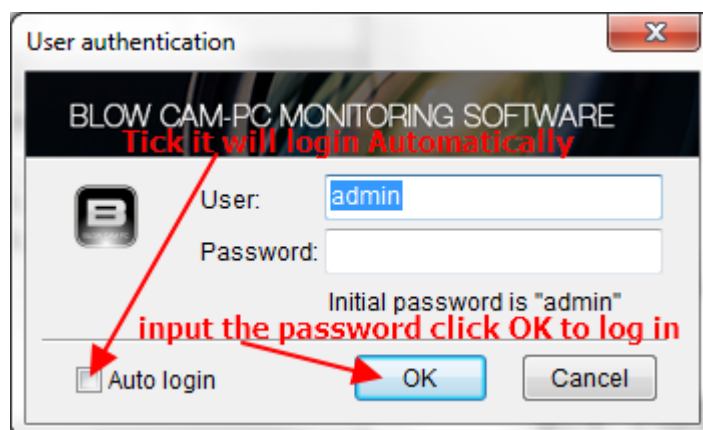 User authentication
BLOW CAM-PC MONITORING SOFTWARE
Tick it will login Automatically
B
User:
admin
Password:
Initial password is "admin"
input the password click OK to log in
Auto login
OK
Cancel